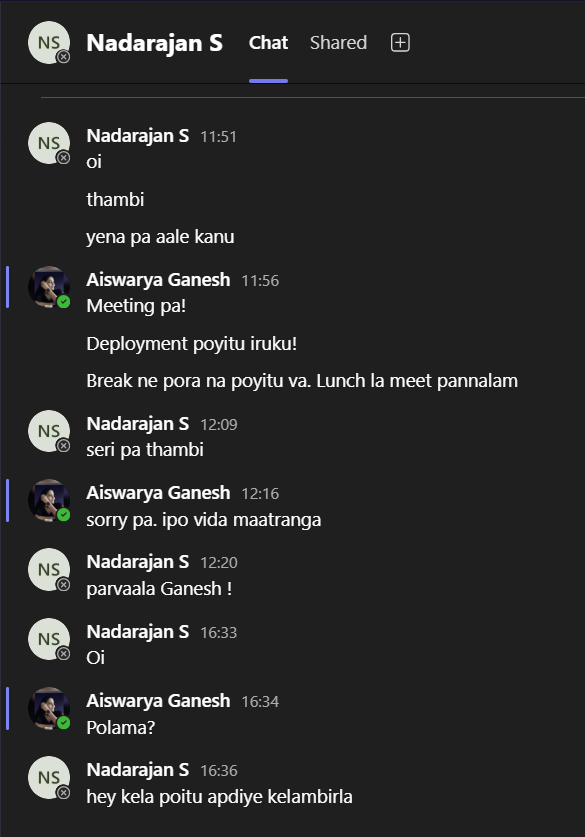 NS Nadarajan S Chat Shared
NS Nadarajan S 11:51
oi
thambi
yena pa aale kanu
Aiswarya Ganesh 11:56
Meeting pa!
Deployment poyitu iruku!
Break ne pora na poyitu va. Lunch la meet pannalam
NS Nadarajan S 12:09
seri pa thambi
Aiswarya Ganesh 12:16
sorry pa. ipo vida maatranga
NS Nadarajan S 12:20
parvaala Ganesh !
NS Nadarajan S 16:33
Oi
Aiswarya Ganesh 16:34
Polama?
NS Nadarajan S 16:36
hey kela poitu apdiye kelambirla